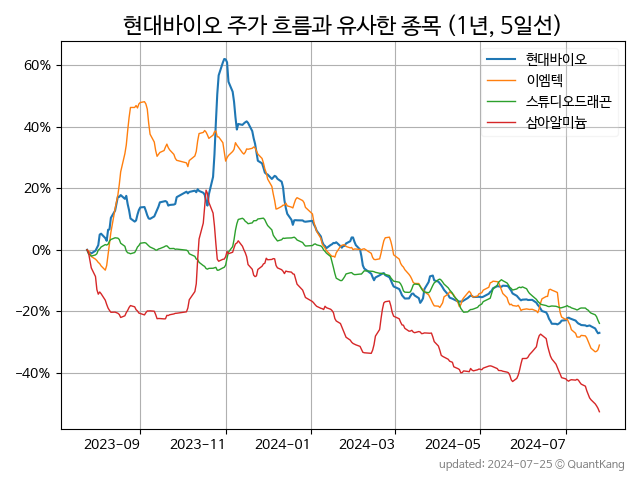 현대바이오 주가 흐름과 유사한 종목 (1년, 5일선)
현대바이오
이엠텍
스튜디오드래곤
삼아알미늄
60%
40%
20%
0%
−20%
−40%
2023-09
2023-11
2024-01
2024-03
2024-05
2024-07
updated: 2024-07-25 © QuantKang